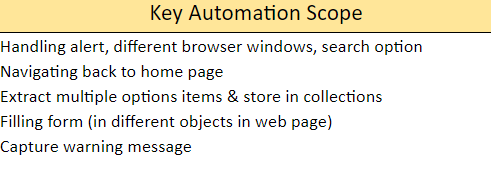 Key Automation Scope
Handling alert, different browser windows, search option
Navigating back to home page
Extract multiple options items & store in collections
Filling form (in different objects in web page)
Capture warning message